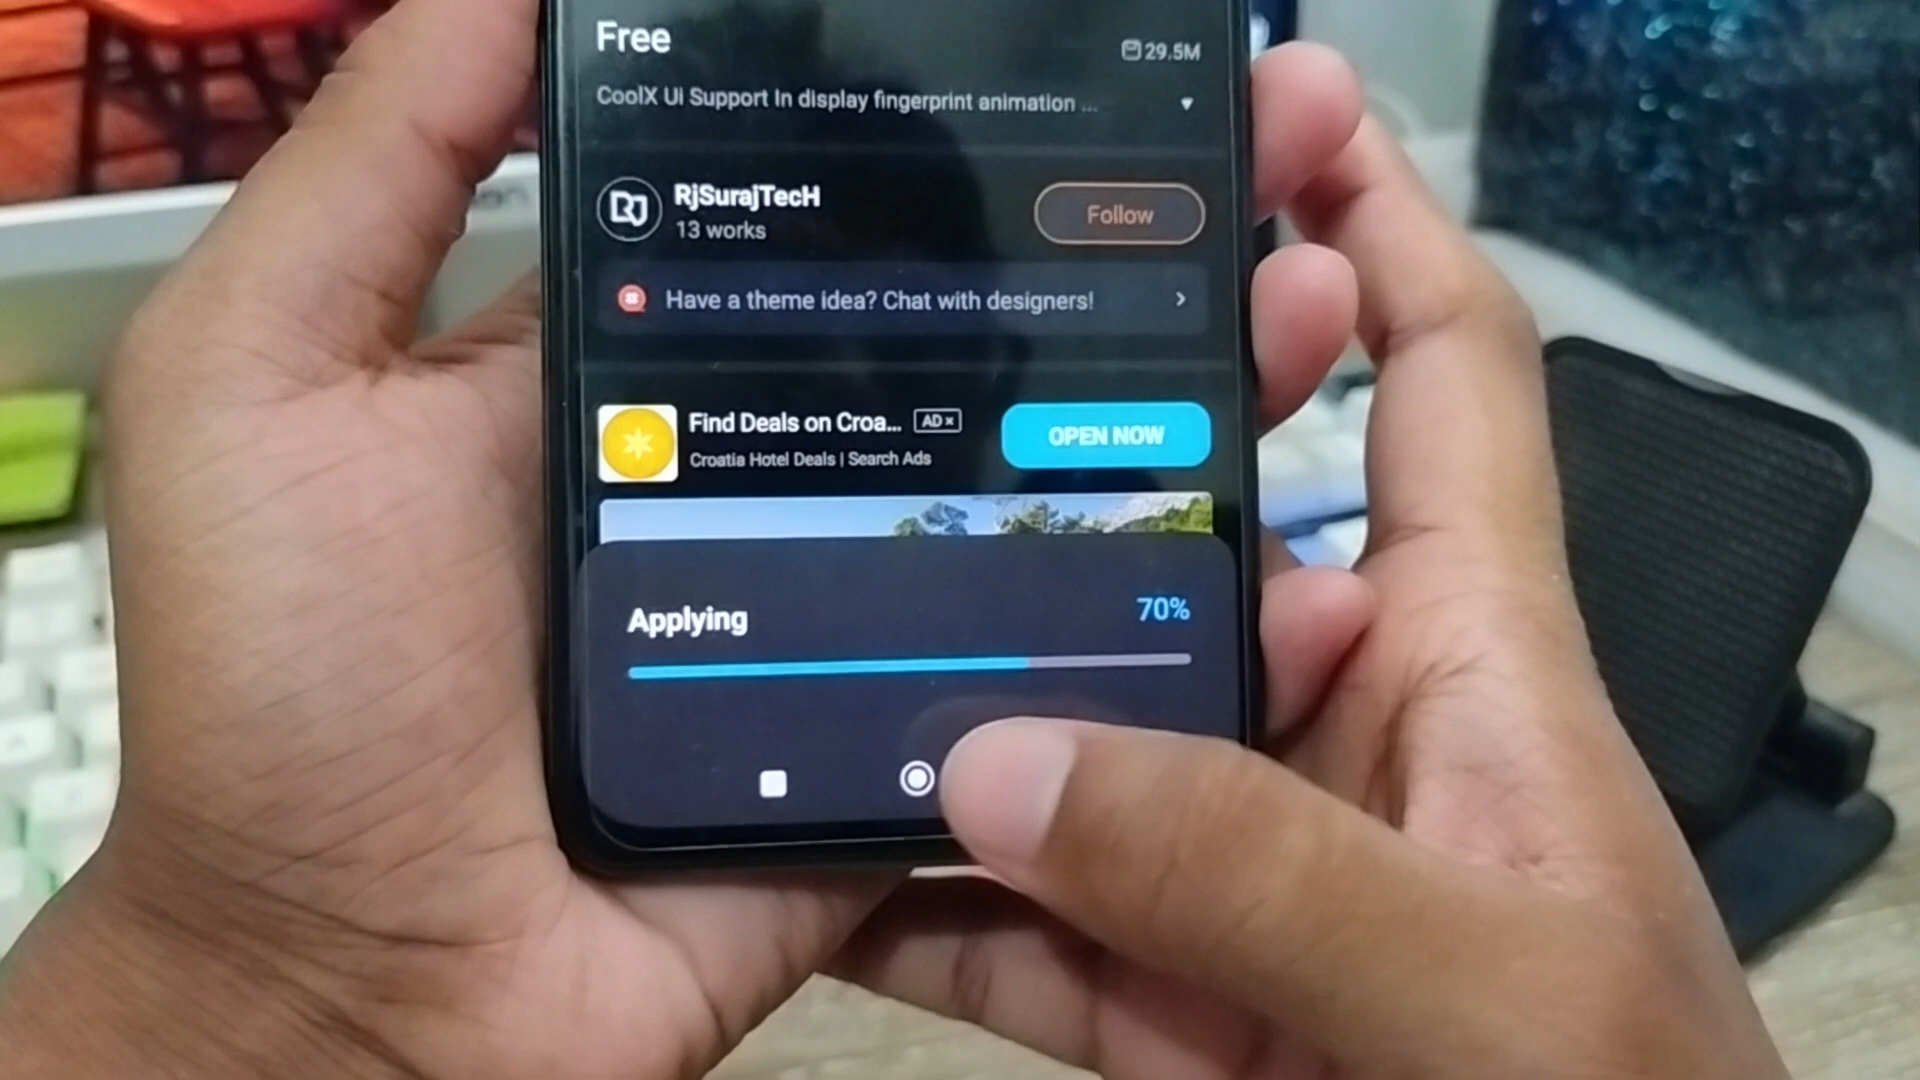 Free
29.5M
CoolX Ui Support In display fingerprint animation ...
RJ
RjSurajTecH
13 works
Follow
Have a theme idea? Chat with designers!
Find Deals on Croa...
AD x
Croatia Hotel Deals | Search Ads
OPEN NOW
Applying
70%